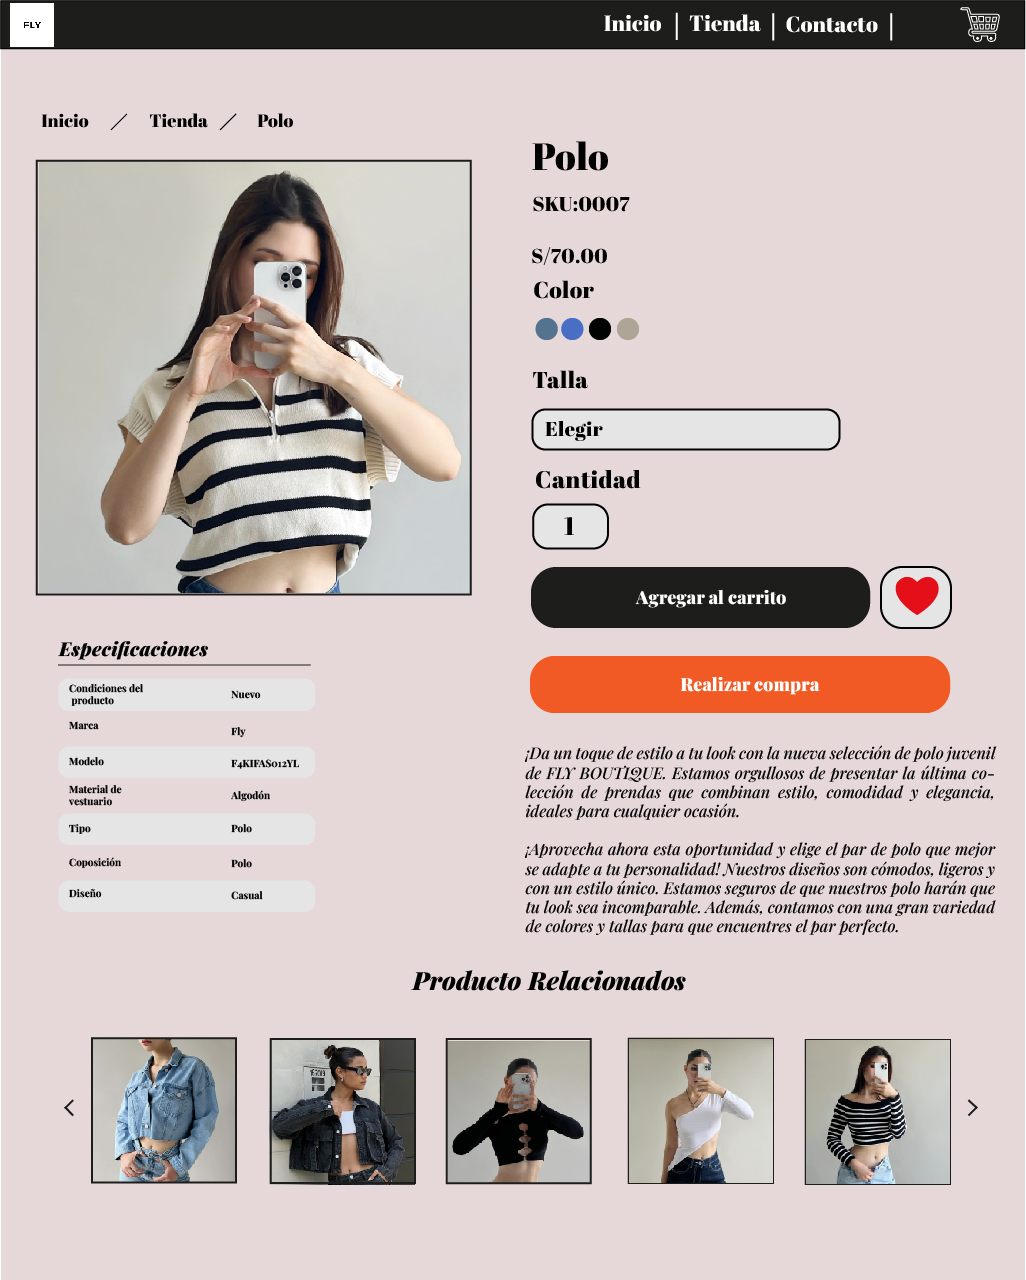 FLY
Inicio | Tienda | Contacto |
Inicio / Tienda / Polo
Polo
SKU:0007
S/70.00
Color
Talla
Elegir
Cantidad
1
Agregar al carrito
Realizar compra
Especificaciones
Condiciones del
producto
Nuevo
Marca
Fly
Modelo
F4KIFAS012YL
Material de
vestuario
Algodón
Tipo
Polo
Coposición
Polo
Diseño
Casual
¡Da un toque de estilo a tu look con la nueva selección de polo juvenil
de FLY BOUTIQUE. Estamos orgullosos de presentar la última co-
lección de prendas que combinan estilo, comodidad y elegancia,
ideales para cualquier ocasión.
¡Aprovecha ahora esta oportunidad y elige el par de polo que mejor
se adapte a tu personalidad! Nuestros diseños son cómodos, ligeros y
con un estilo único. Estamos seguros de que nuestros polo harán que
tu look sea incomparable. Además, contamos con una gran variedad
de colores y tallas para que encuentres el par perfecto.
Producto Relacionados